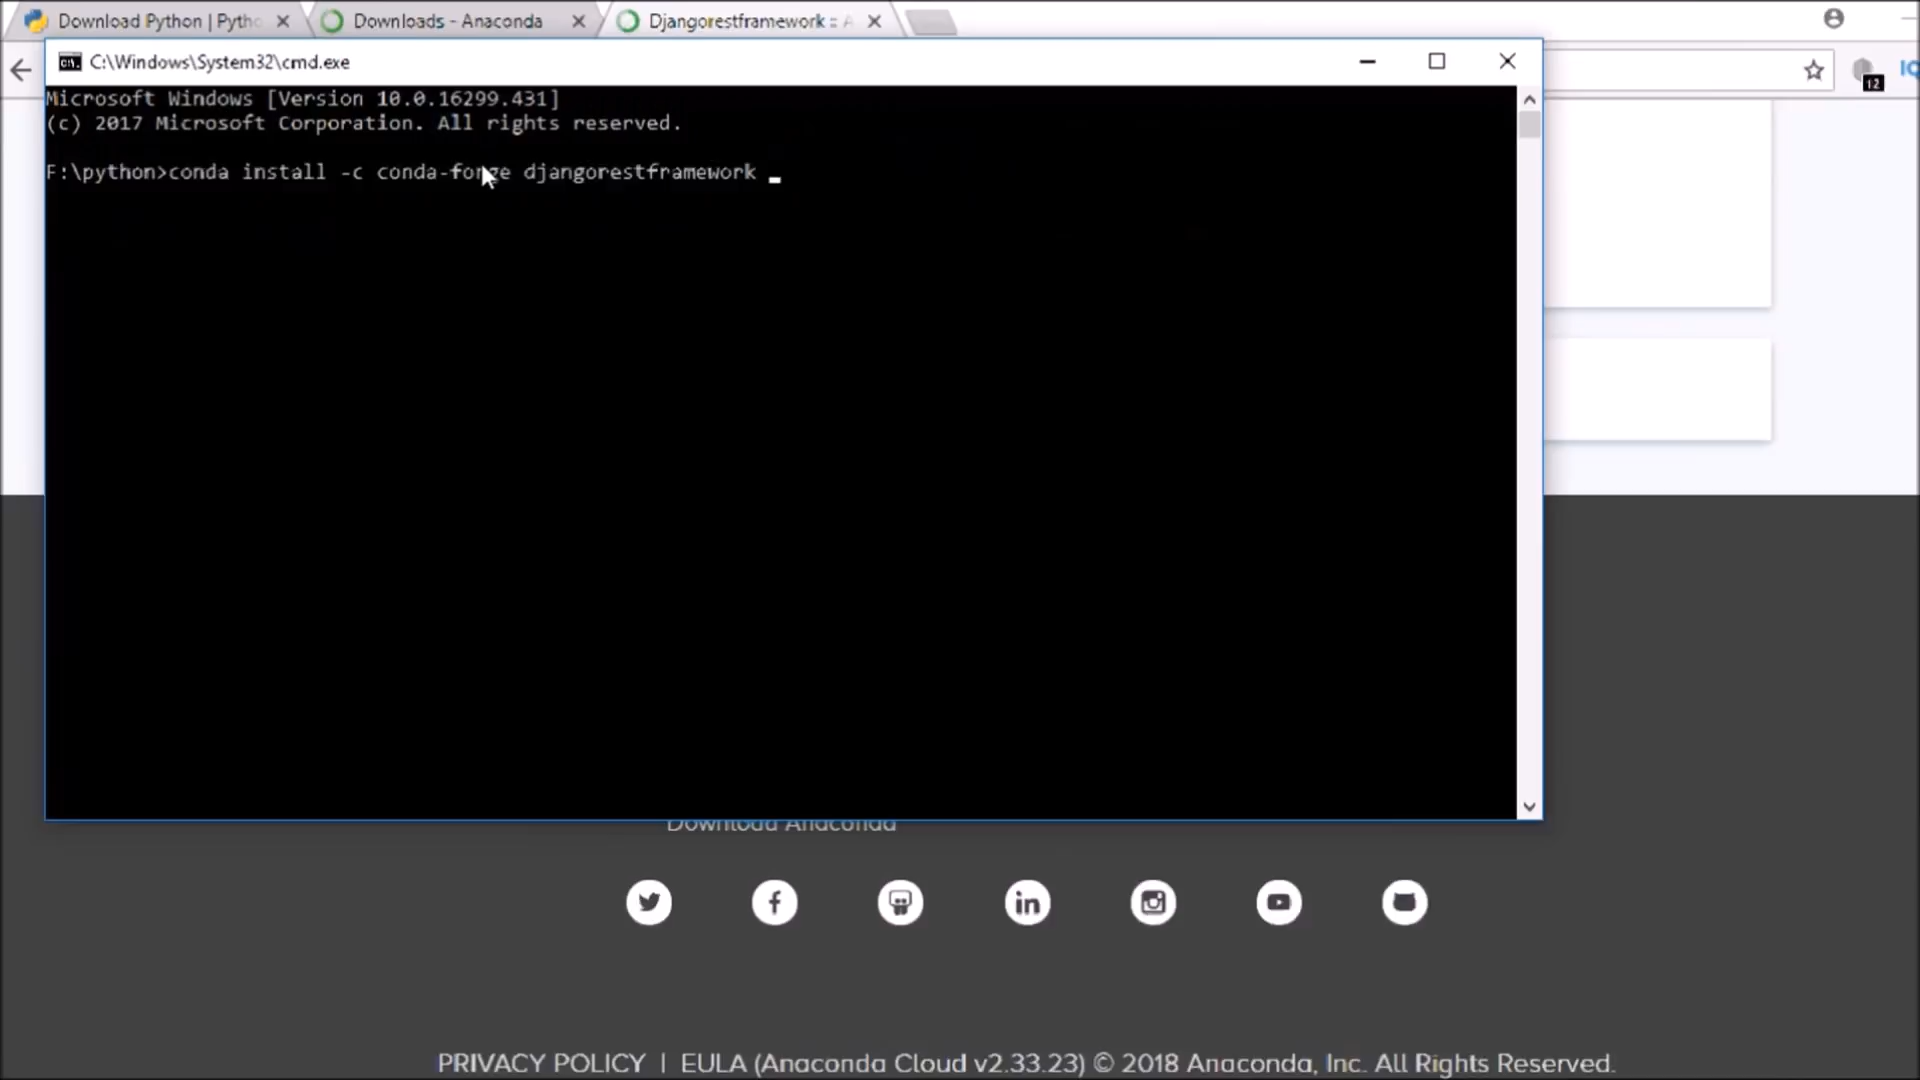 Download Python | Pytho
Downloads - Anaconda
Djangorestframework :: A
C:\Windows\System32\cmd.exe
12
Microsoft Windows [Version 10.0.16299.431]
(c) 2017 Microsoft Corporation. All rights reserved.
F:\python>conda install -c conda-forge djangorestframework
Download Anaconda
PRIVACY POLICY | EULA (Anaconda Cloud v2.33.23) © 2018 Anaconda, Inc. All Rights Reserved.